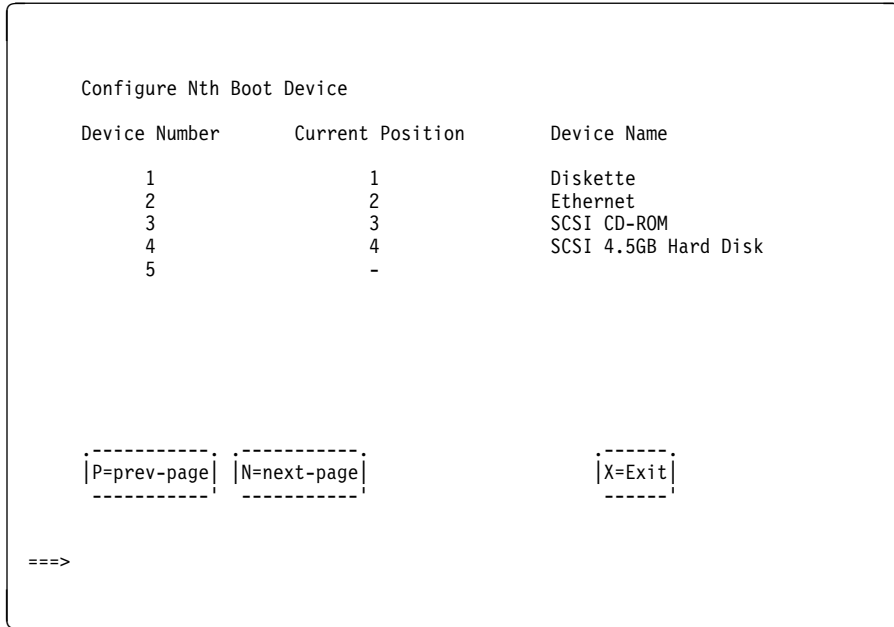 Configure Nth Boot Device
Device Number Current Position Device Name
1 1 Diskette
2 2 Ethernet
3 3 SCSI CD-ROM
4 4 SCSI 4.5GB Hard Disk
5 -
P=prev-page N=next-page X=Exit
===>